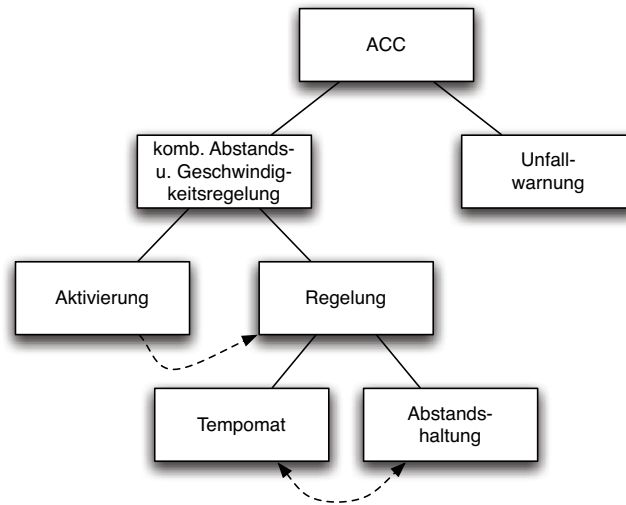 ACC
komb. Abstands-
u. Geschwindig-
keitsregelung
Unfall-
warnung
Aktivierung
Regelung
Tempomat
Abstands-
haltung